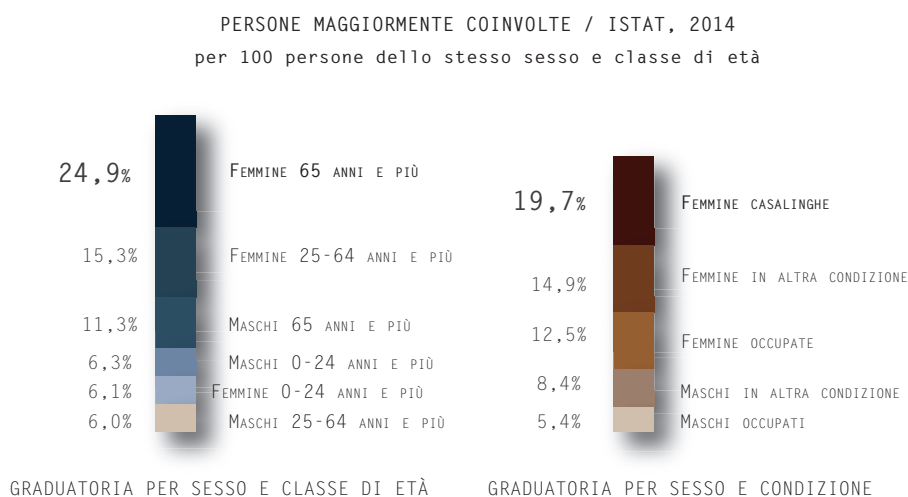 PERSONE MAGGIORMENTE COINVOLTE / ISTAT, 2014
per 100 persone dello stesso sesso e classe di età
24,9% Femmine 65 anni e più
15,3% Femmine 25-64 anni e più
11,3% Maschi 65 anni e più
6,3% Maschi 0-24 anni e più
6,1% Femmine 0-24 anni e più
6,0% Maschi 25-64 anni e più
GRADUATORIA PER SESSO E CLASSE DI ETÀ
19,7% Femmine casalinghe
14,9% Femmine in altra condizione
12,5% Femmine occupate
8,4% Maschi in altra condizione
5,4% Maschi occupati
GRADUATORIA PER SESSO E CONDIZIONE